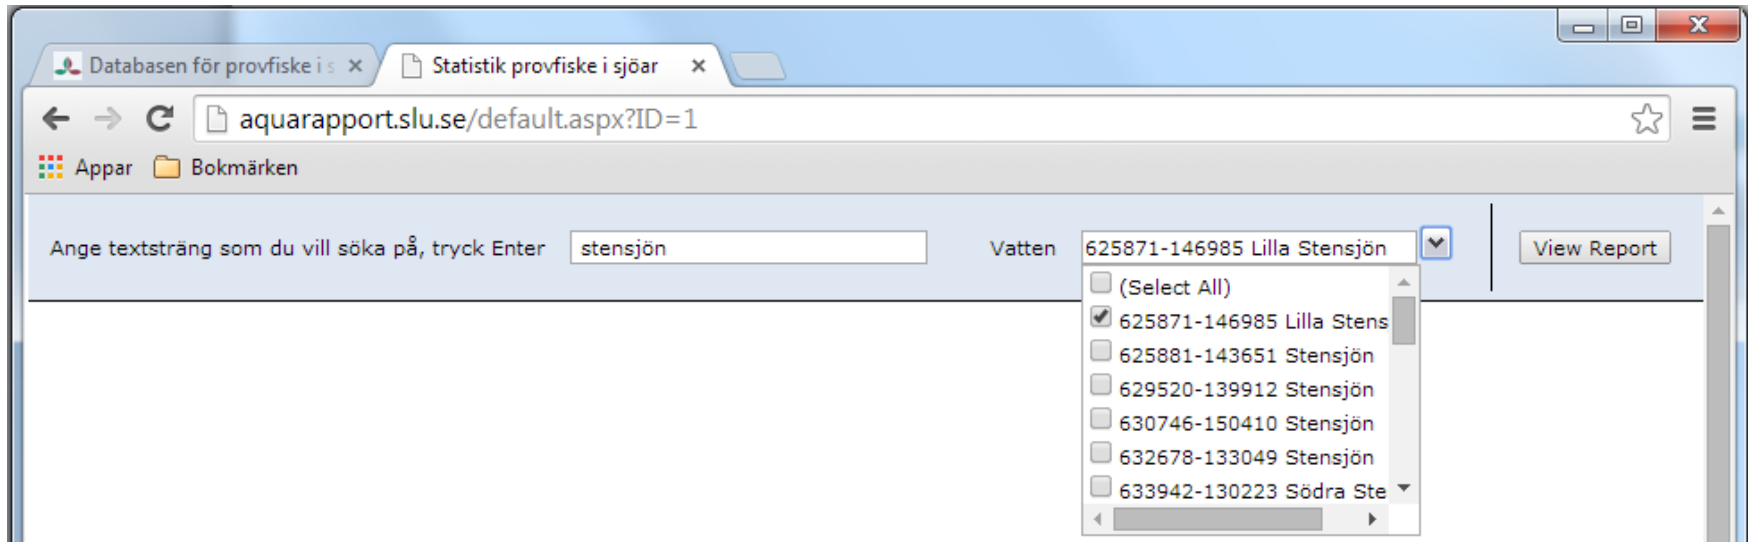 Databasen för provfiske i s
Statistik provfiske i sjöar
aquarapport.slu.se/default.aspx?ID=1
Appar
Bokmärken
Ange textsträng som du vill söka på, tryck Enter
stensjön
Vatten
625871-146985 Lilla Stensjön
View Report
(Select All)
625871-146985 Lilla Stens
625881-143651 Stensjön
629520-139912 Stensjön
630746-150410 Stensjön
632678-133049 Stensjön
633942-130223 Södra Ste